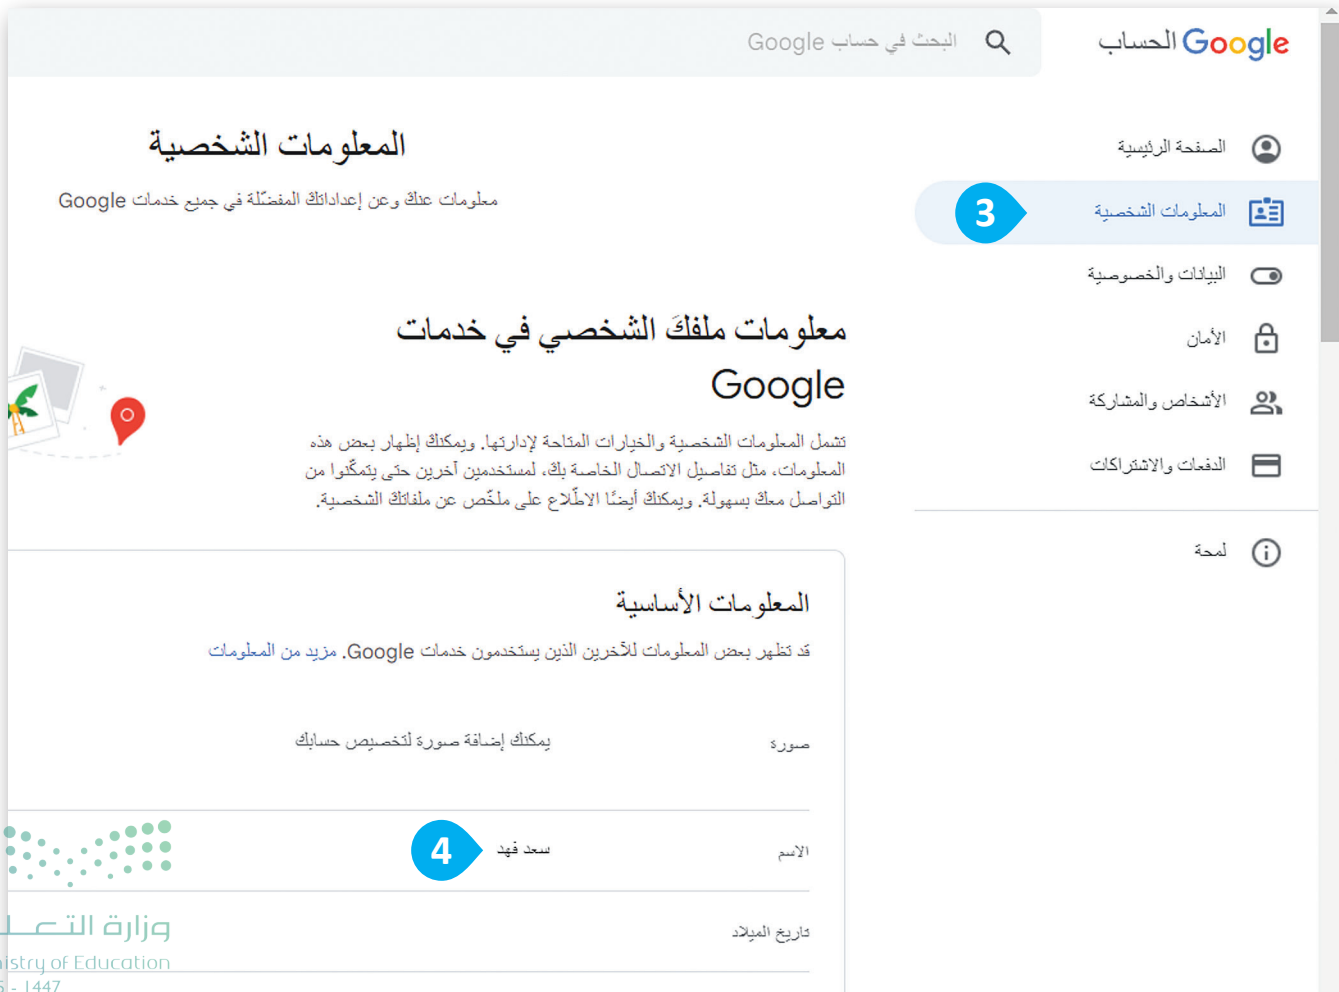 الحساب Google
البحث في حساب Google
الصفحة الرئيسية
3
المعلومات الشخصية
البيانات والخصوصية
الأمان
الأشخاص والمشاركة
الدفعات والاشتراكات
لمحة
المعلومات الشخصية
معلومات عنك وعن إعداداتك المفضّلة في جميع خدمات Google
معلومات ملفكَ الشخصي في خدمات
Google
تشمل المعلومات الشخصية والخيارات المتاحة لإدارتها. ويمكنك إظهار بعض هذه
المعلومات، مثل تفاصيل الاتصال الخاصة بك، لمستخدمين آخرين حتى يتمكّنوا من
التواصل معك بسهولة. ويمكنك أيضًا الاطّلاع على ملخّص عن ملفاتك الشخصية.
المعلومات الأساسية
قد تظهر بعض المعلومات للآخرين الذين يستخدمون خدمات Google. مزيد من المعلومات
صورة
يمكنك إضافة صورة لتخصيص حسابك
الاسم
سعد فهد
4
تاريخ الميلاد
وزارة
of Education
- 1447